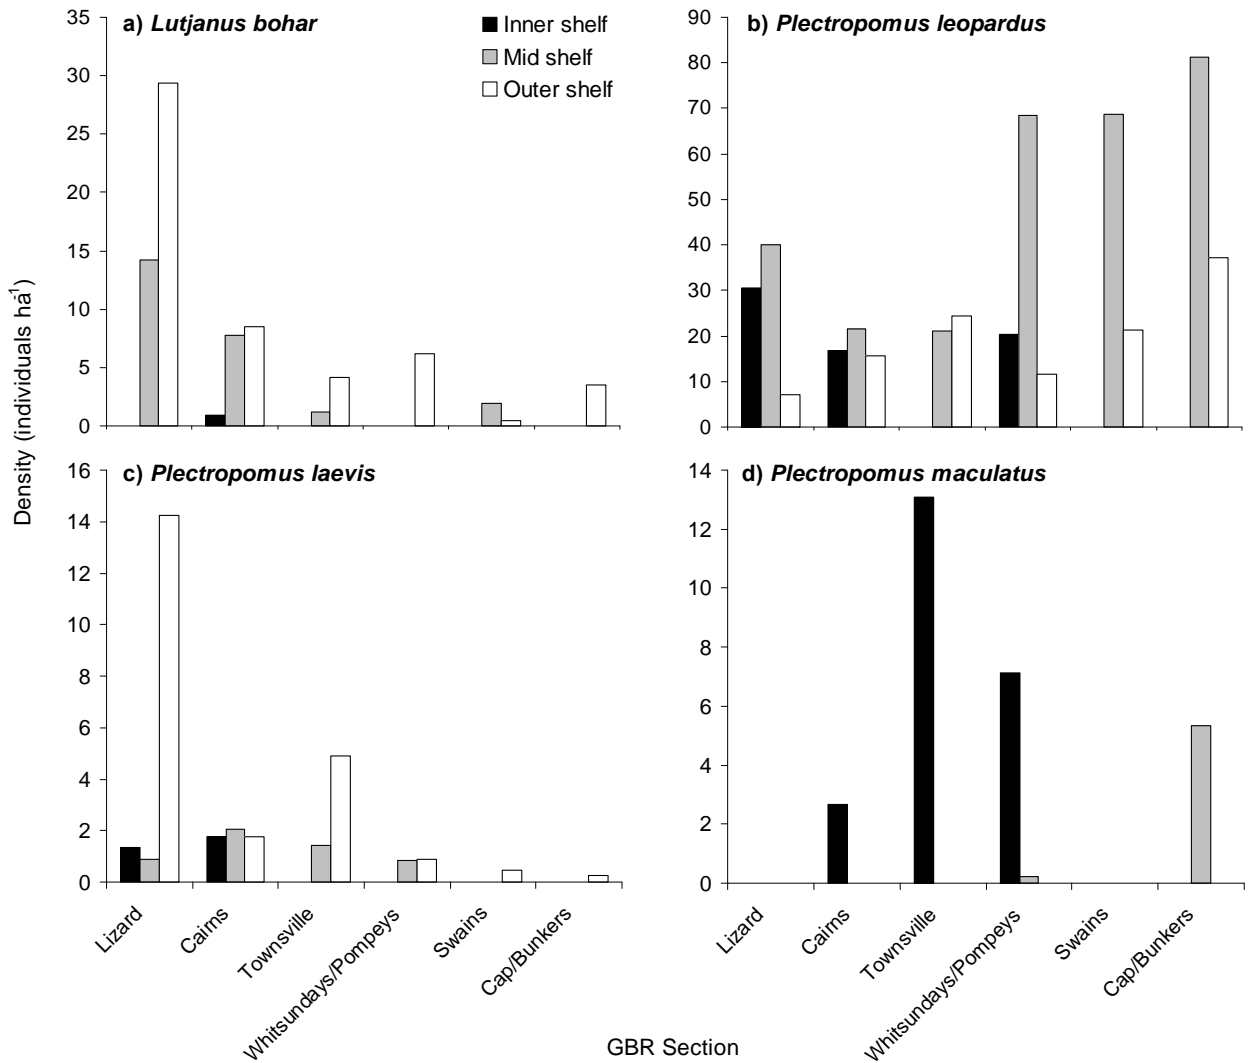 a) Lutjanus bohar
Inner shelf
Mid shelf
Outer shelf
35
30
25
20
15
10
5
0
b) Plectropomus leopardus
90
80
70
60
50
40
30
20
10
0
Density (individuals ha-1)
c) Plectropomus laevis
16
14
12
10
8
6
4
2
0
Lizard
Cairns
Townsville
Whitsundays/Pompeys
Swains
Cap/Bunkers
d) Plectropomus maculatus
14
12
10
8
6
4
2
0
Lizard
Cairns
Townsville
Whitsundays/Pompeys
Swains
Cap/Bunkers
GBR Section